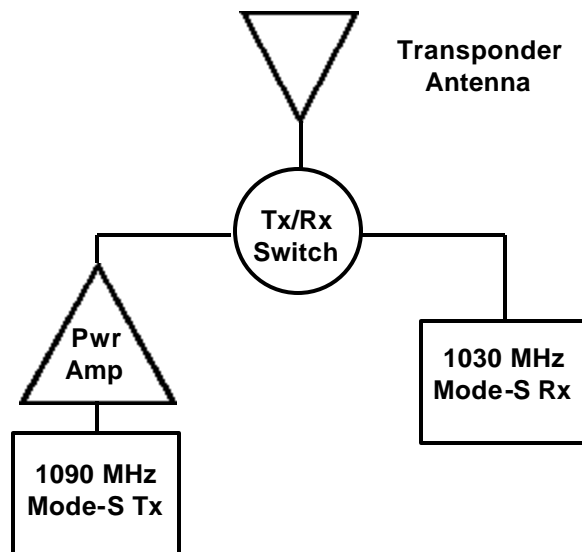 Transponder
Antenna
Tx/Rx
Switch
Pwr
Amp
1030 MHz
Mode-S Rx
1090 MHz
Mode-S Tx